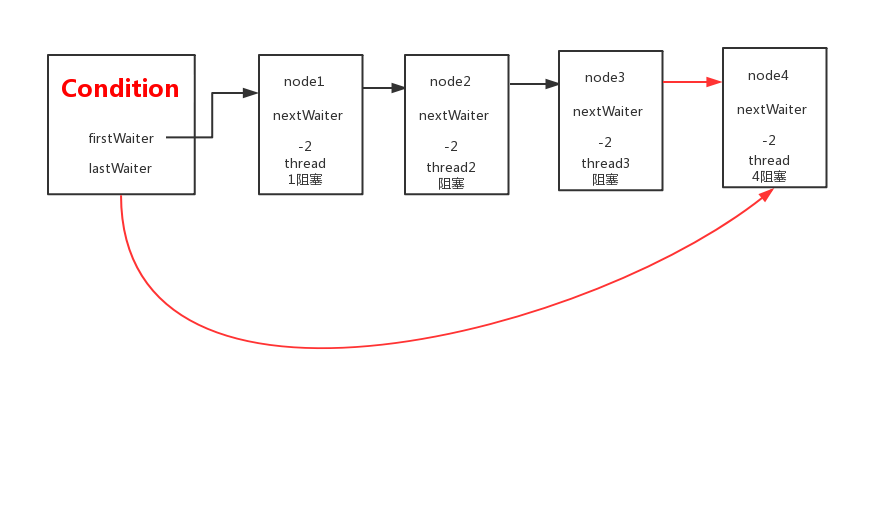 Condition
firstWaiter
lastWaiter
node1
nextWaiter
-2
thread
1阻塞
node2
nextWaiter
-2
thread2
阻塞
node3
nextWaiter
-2
thread3
阻塞
node4
nextWaiter
-2
thread
4阻塞